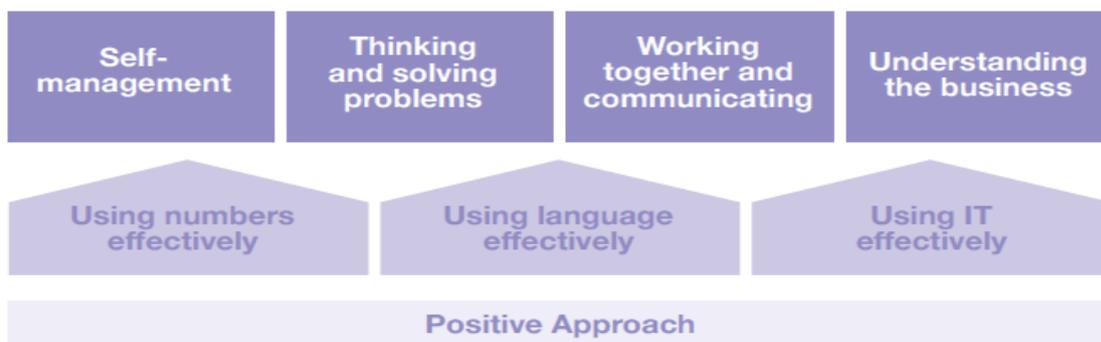 Self-
management
Thinking
and solving
problems
Working
together and
communicating
Understanding
the business
Using numbers
effectively
Using language
effectively
Using IT
effectively
Positive Approach